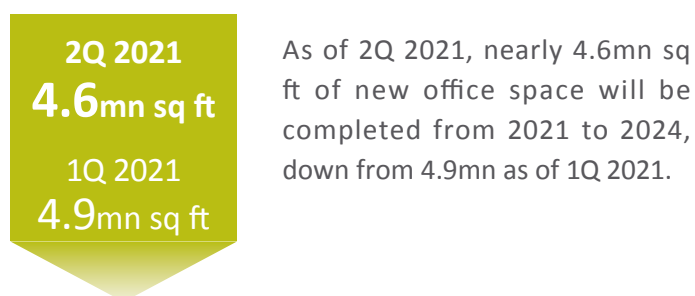 2Q 2021
4.6mn sq ft
1Q 2021
4.9mn sq ft
As of 2Q 2021, nearly 4.6mn sq
ft of new office space will be
completed from 2021 to 2024,
down from 4.9mn as of 1Q 2021.